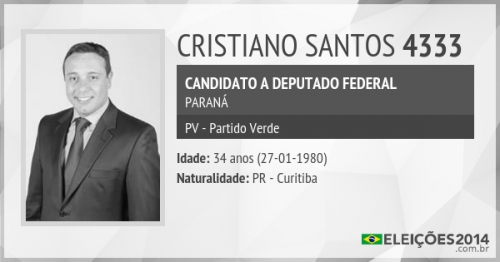 CRISTIANO SANTOS 4333
CANDIDATO A DEPUTADO FEDERAL
PARANÁ
PV - Partido Verde
Idade: 34 anos (27-01-1980)
Naturalidade: PR - Curitiba
ELEIÇÕES2014
.com.br